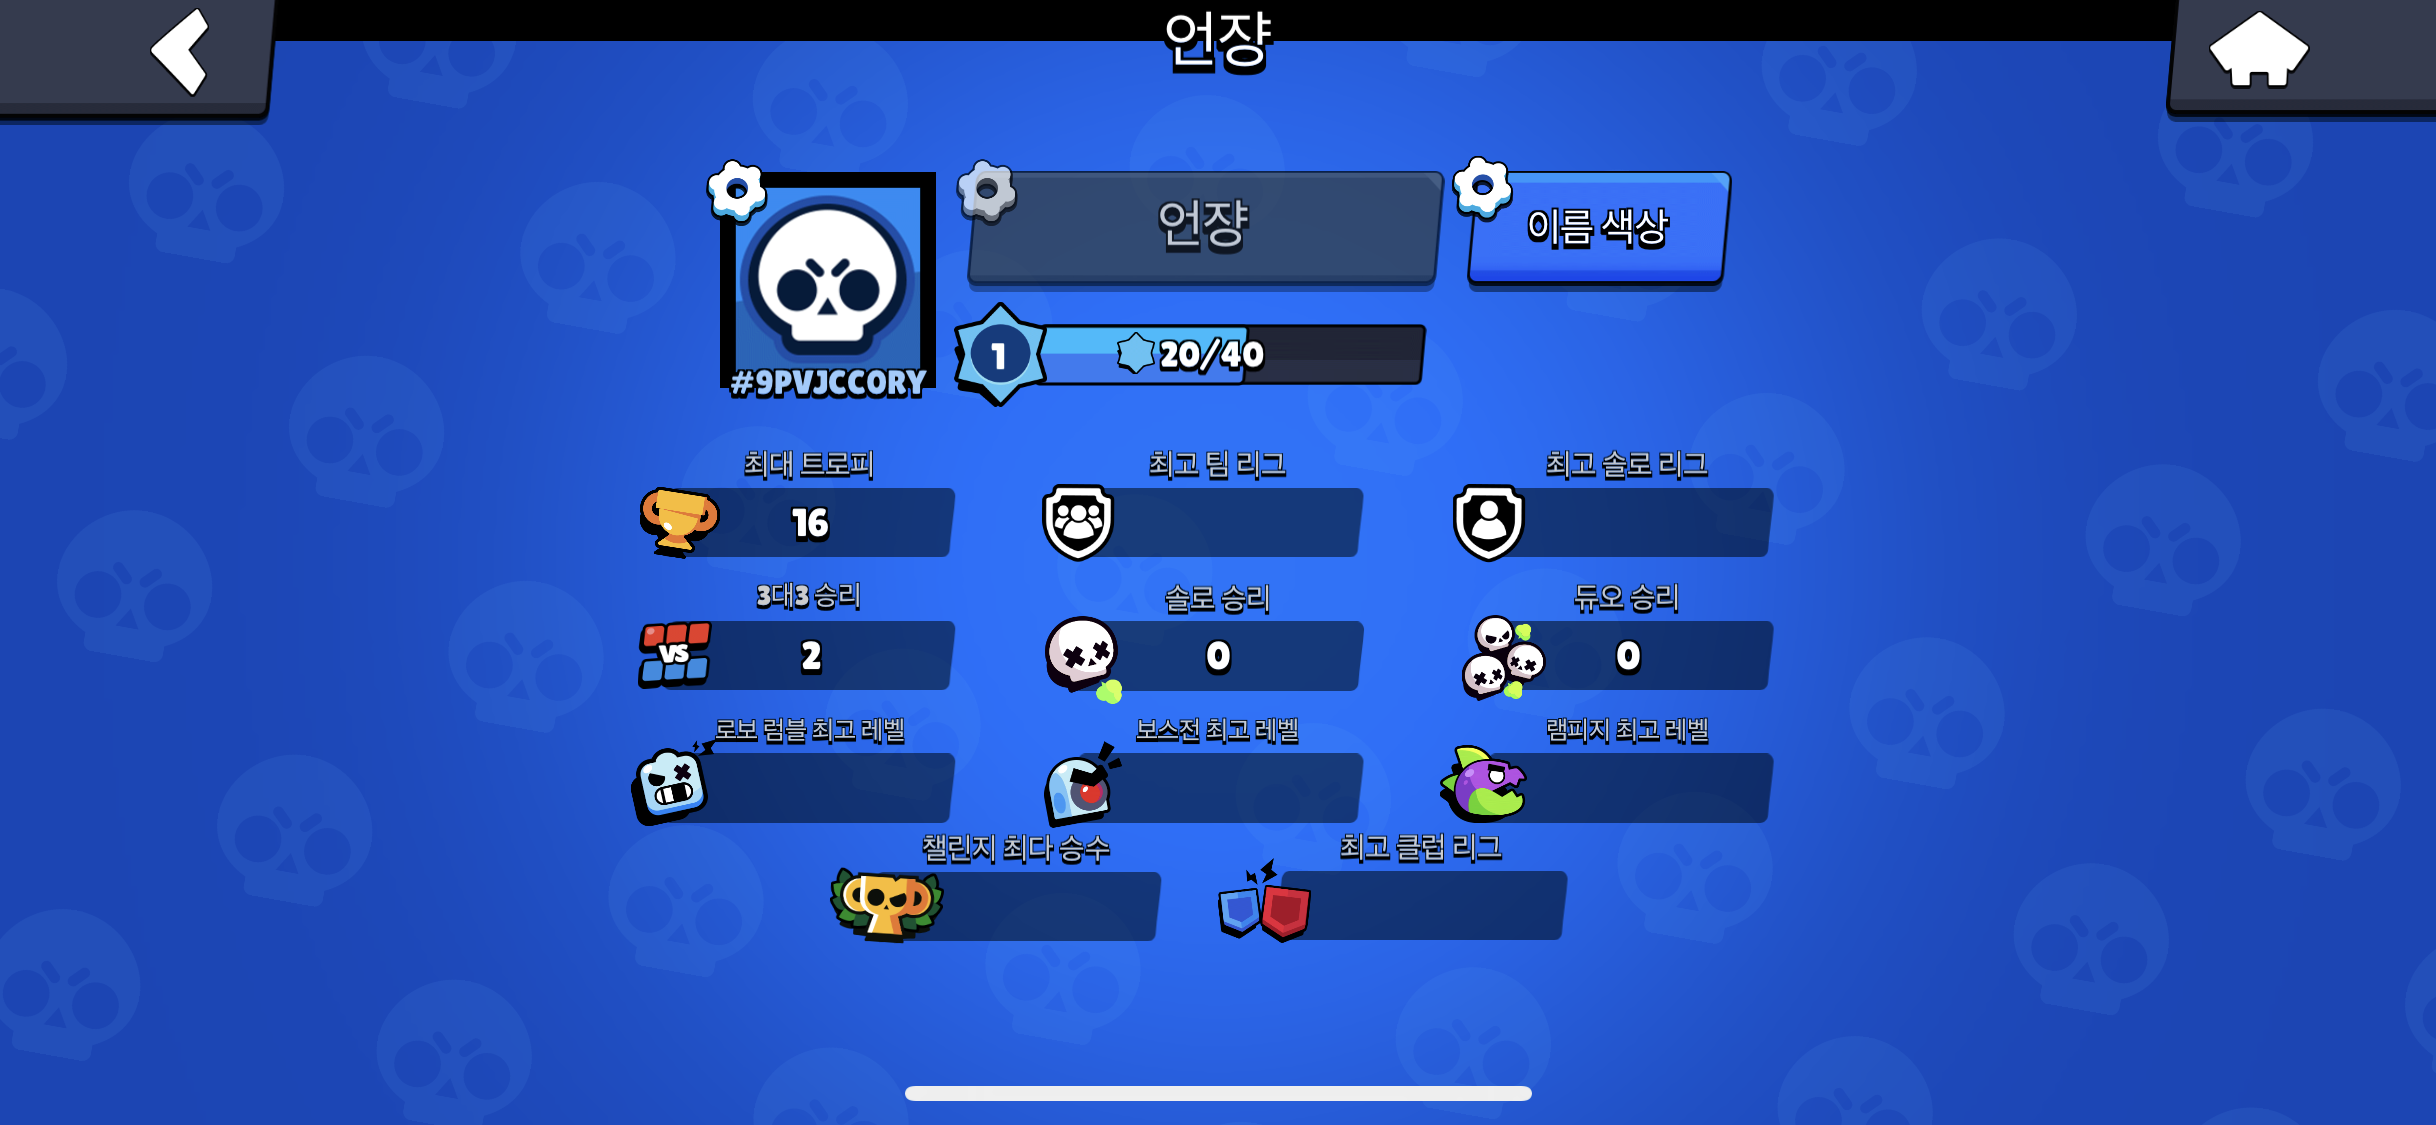 언쟝
언쟝
이름 색상
#9PVJCCORY
1
20/40
최대 트로피
최고 팀 리그
최고 솔로 리그
16
3대3 승리
솔로 승리
듀오 승리
VS
2
0
0
로보 럼블 최고 레벨
보스전 최고 레벨
램피지 최고 레벨
챌린지 최다 승수
최고 클럽 리그